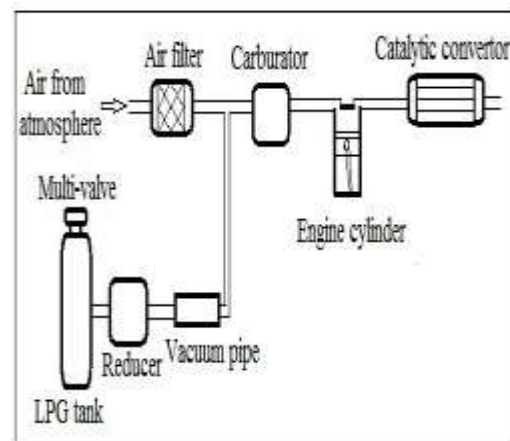 Air filter
Carburator
Catalytic convertor
Air from
atmosphere
Multi-valve
Engine cylinder
Vacuum pipe
Reducer
LPG tank